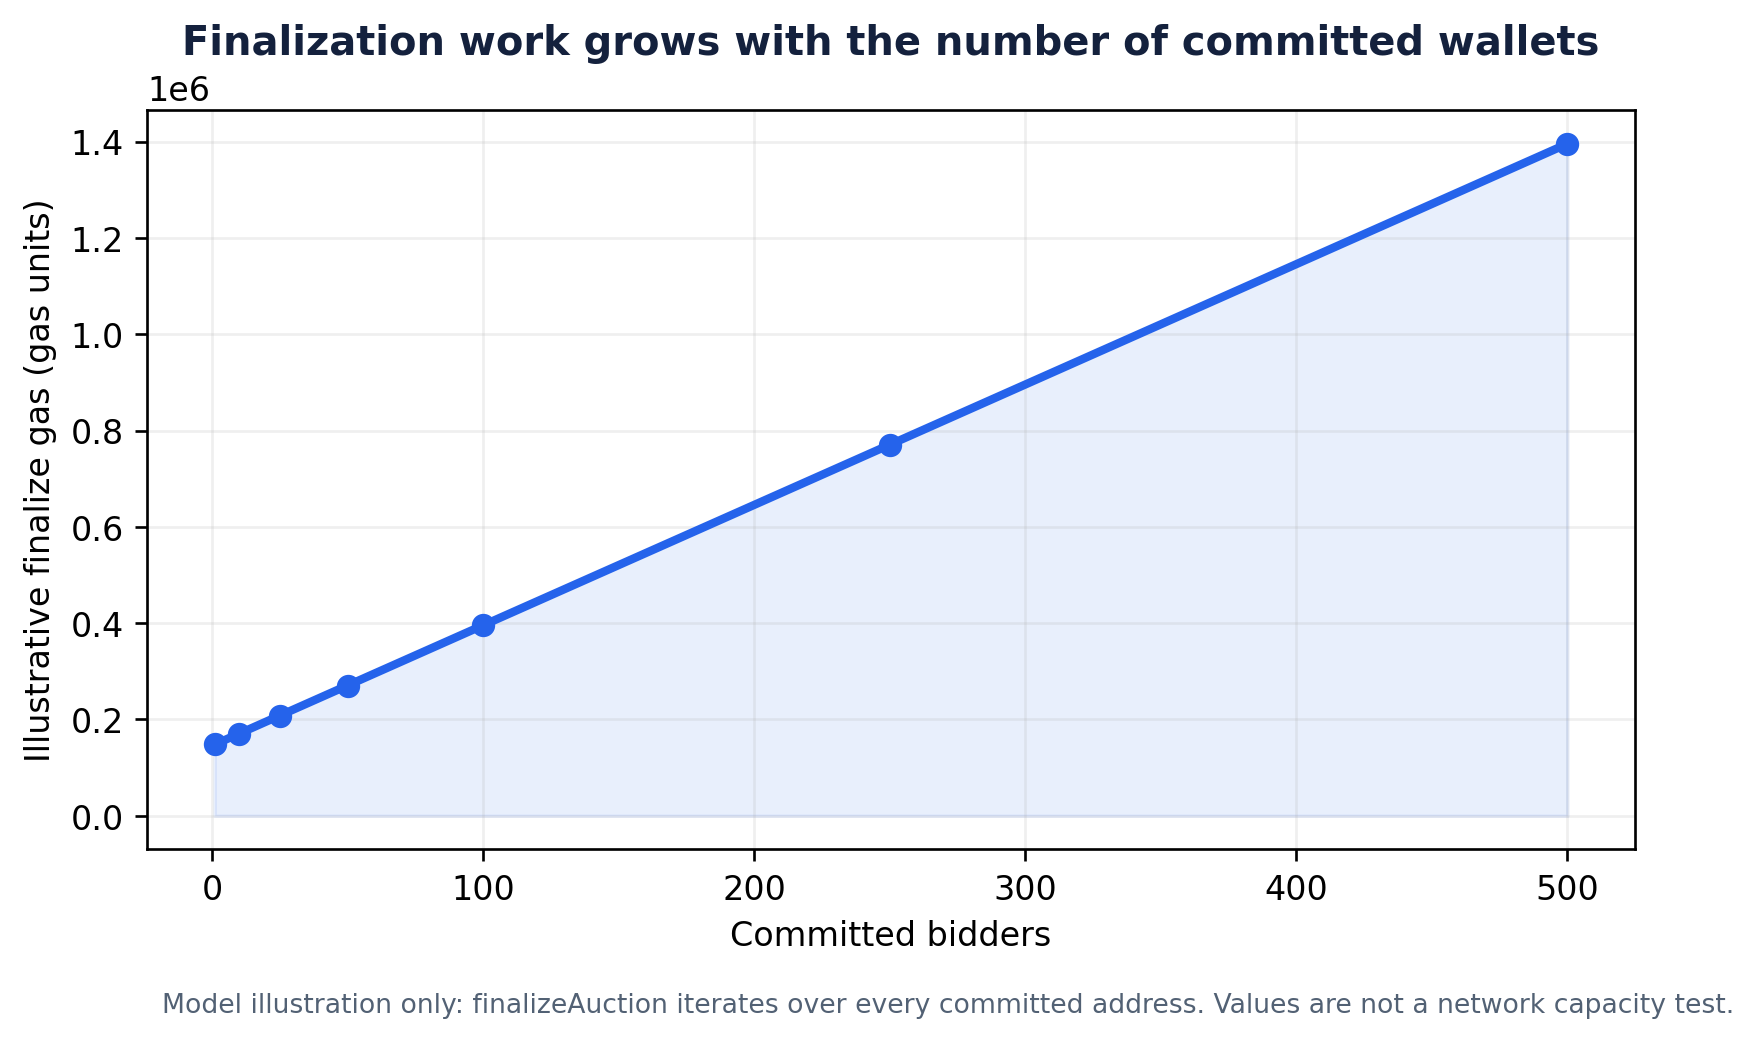 Finalization work grows with the number of committed wallets
1e6
1.4
1.2
1.0
0.8
0.6
0.4
0.2
0.0
Illustrative finalize gas (gas units)
0 100 200 300 400 500
Committed bidders
Model illustration only: finalizeAuction iterates over every committed address. Values are not a network capacity test.